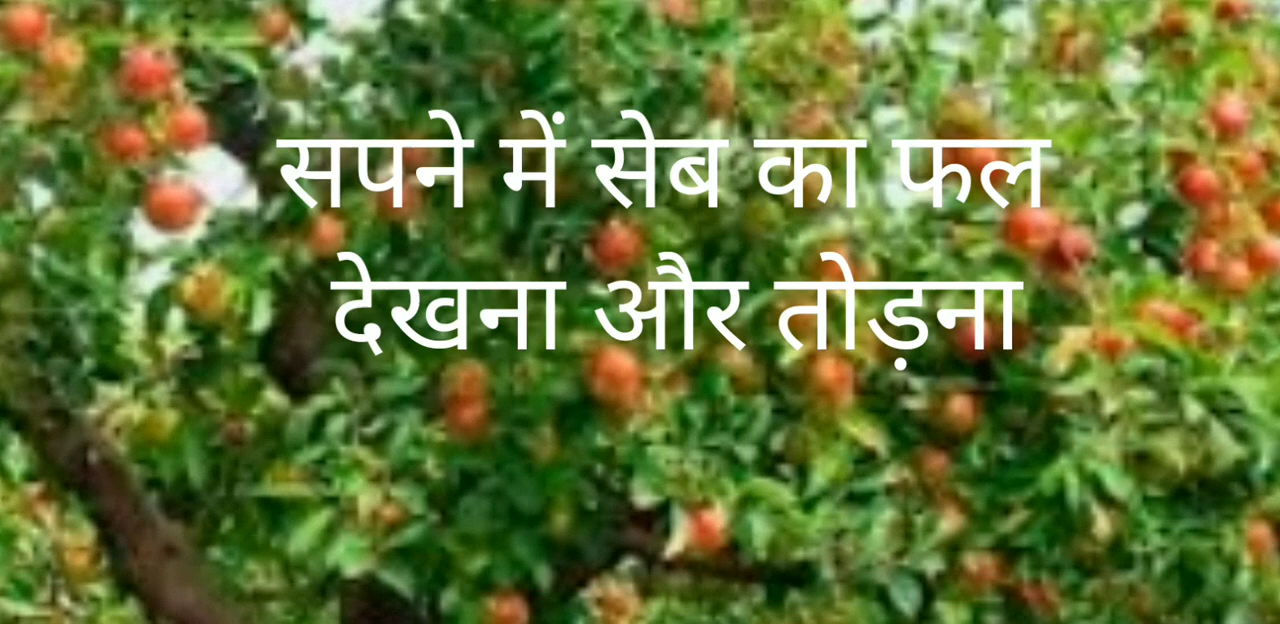 सपने में सेब का फल
देखना और तोड़ना